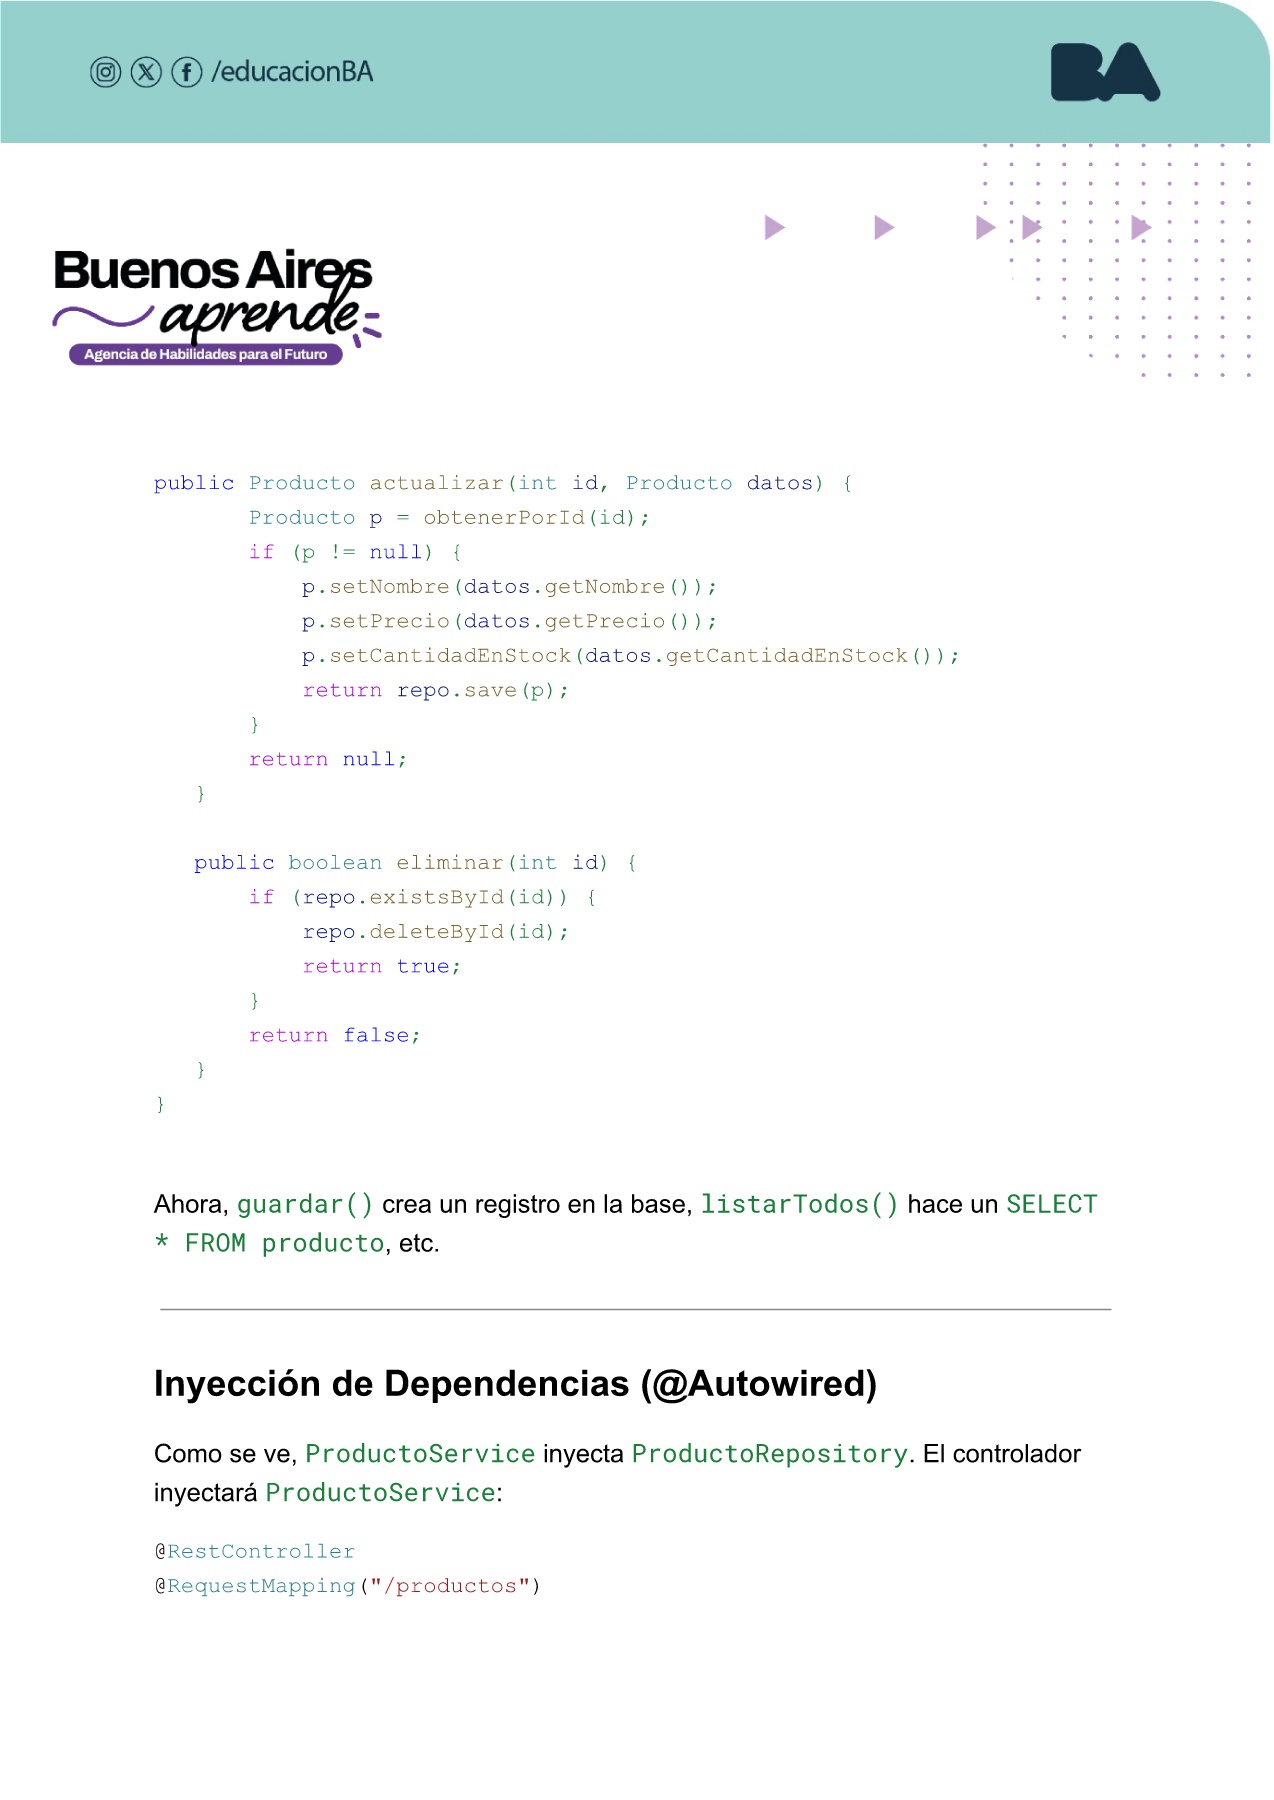 /educacionBA
BA
Buenos Aires
aprende
Agencia de Habilidades para el Futuro
public Producto actualizar(int id, Producto datos) {
        Producto p = obtenerPorId(id);
        if (p != null) {
            p.setNombre(datos.getNombre());
            p.setPrecio(datos.getPrecio());
            p.setCantidadEnStock(datos.getCantidadEnStock());
            return repo.save(p);
        }
        return null;
    }
    public boolean eliminar(int id) {
        if (repo.existsById(id)) {
            repo.deleteById(id);
            return true;
        }
        return false;
    }
}
Ahora, guardar() crea un registro en la base, listarTodos() hace un SELECT
* FROM producto, etc.
Inyección de Dependencias (@Autowired)
Como se ve, ProductoService inyecta ProductoRepository. El controlador
inyectará ProductoService:
@RestController
@RequestMapping("/productos")